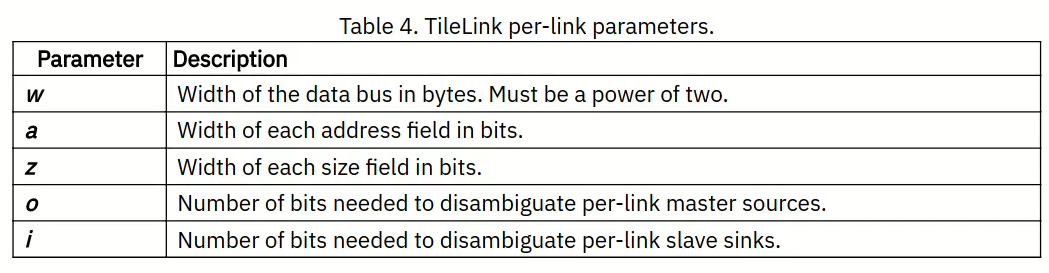 Table 4. TileLink per-link parameters.
Parameter Description
w Width of the data bus in bytes. Must be a power of two.
a Width of each address field in bits.
z Width of each size field in bits.
o Number of bits needed to disambiguate per-link master sources.
i Number of bits needed to disambiguate per-link slave sinks.